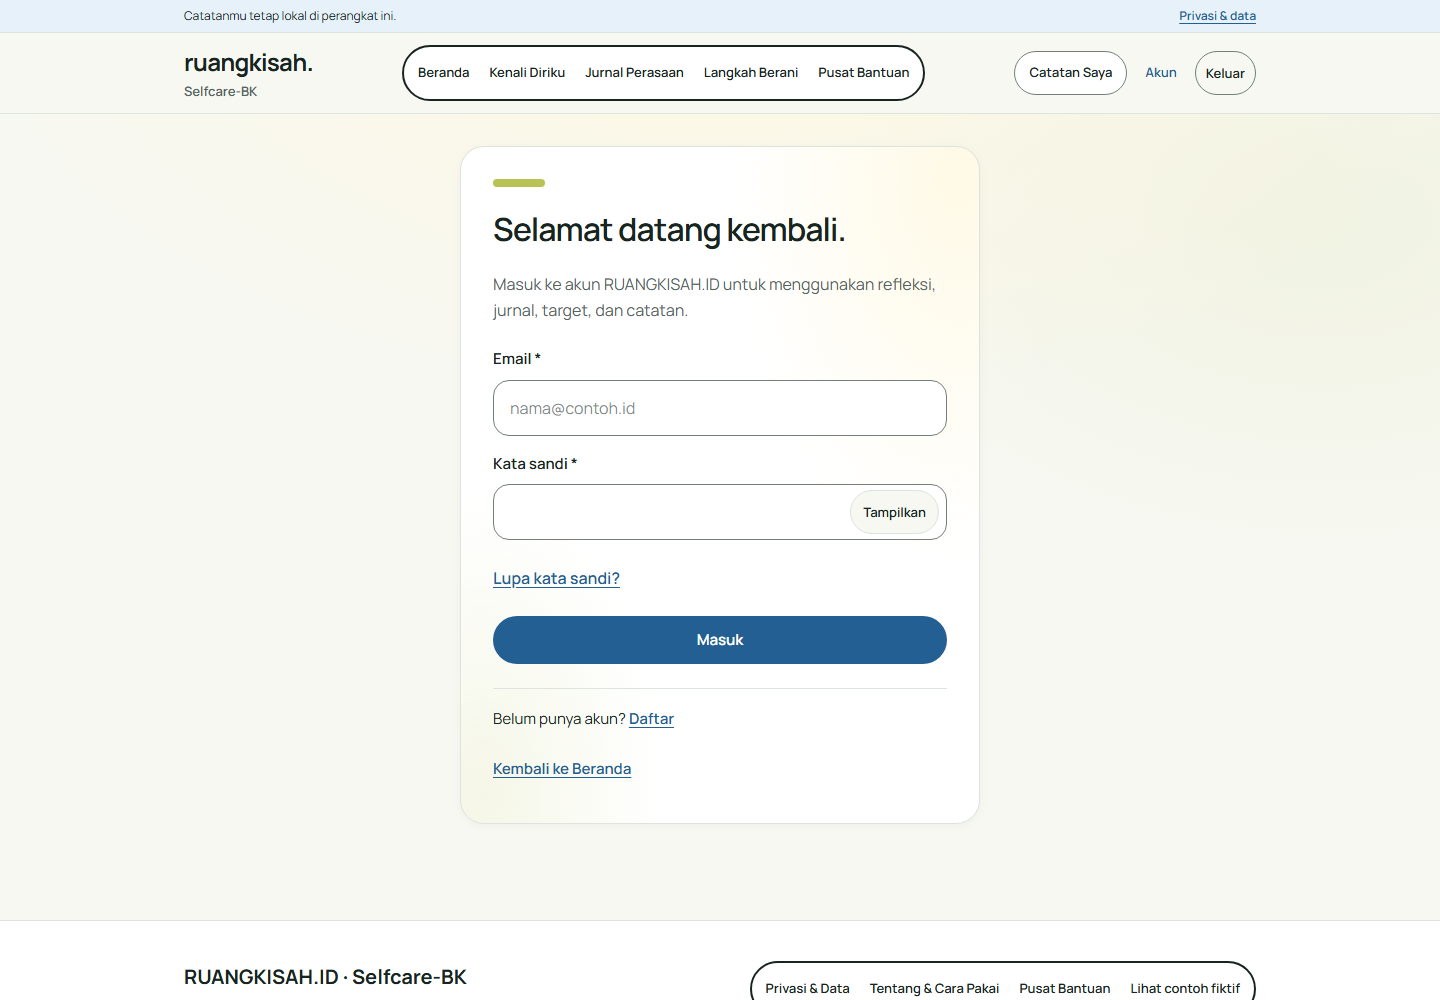 Catatanmu tetap lokal di perangkat ini.
Privasi & data
ruangkisah.
Selfcare-BK
Beranda
Kenali Diriku
Jurnal Perasaan
Langkah Berani
Pusat Bantuan
Catatan Saya
Akun
Keluar
Selamat datang kembali.
Masuk ke akun RUANGKISAH.ID untuk menggunakan refleksi,
jurnal, target, dan catatan.
Email *
nama@contoh.id
Kata sandi *
Tampilkan
Lupa kata sandi?
Masuk
Belum punya akun? Daftar
Kembali ke Beranda
RUANGKISAH.ID · Selfcare-BK
Privasi & Data
Tentang & Cara Pakai
Pusat Bantuan
Lihat contoh fiktif